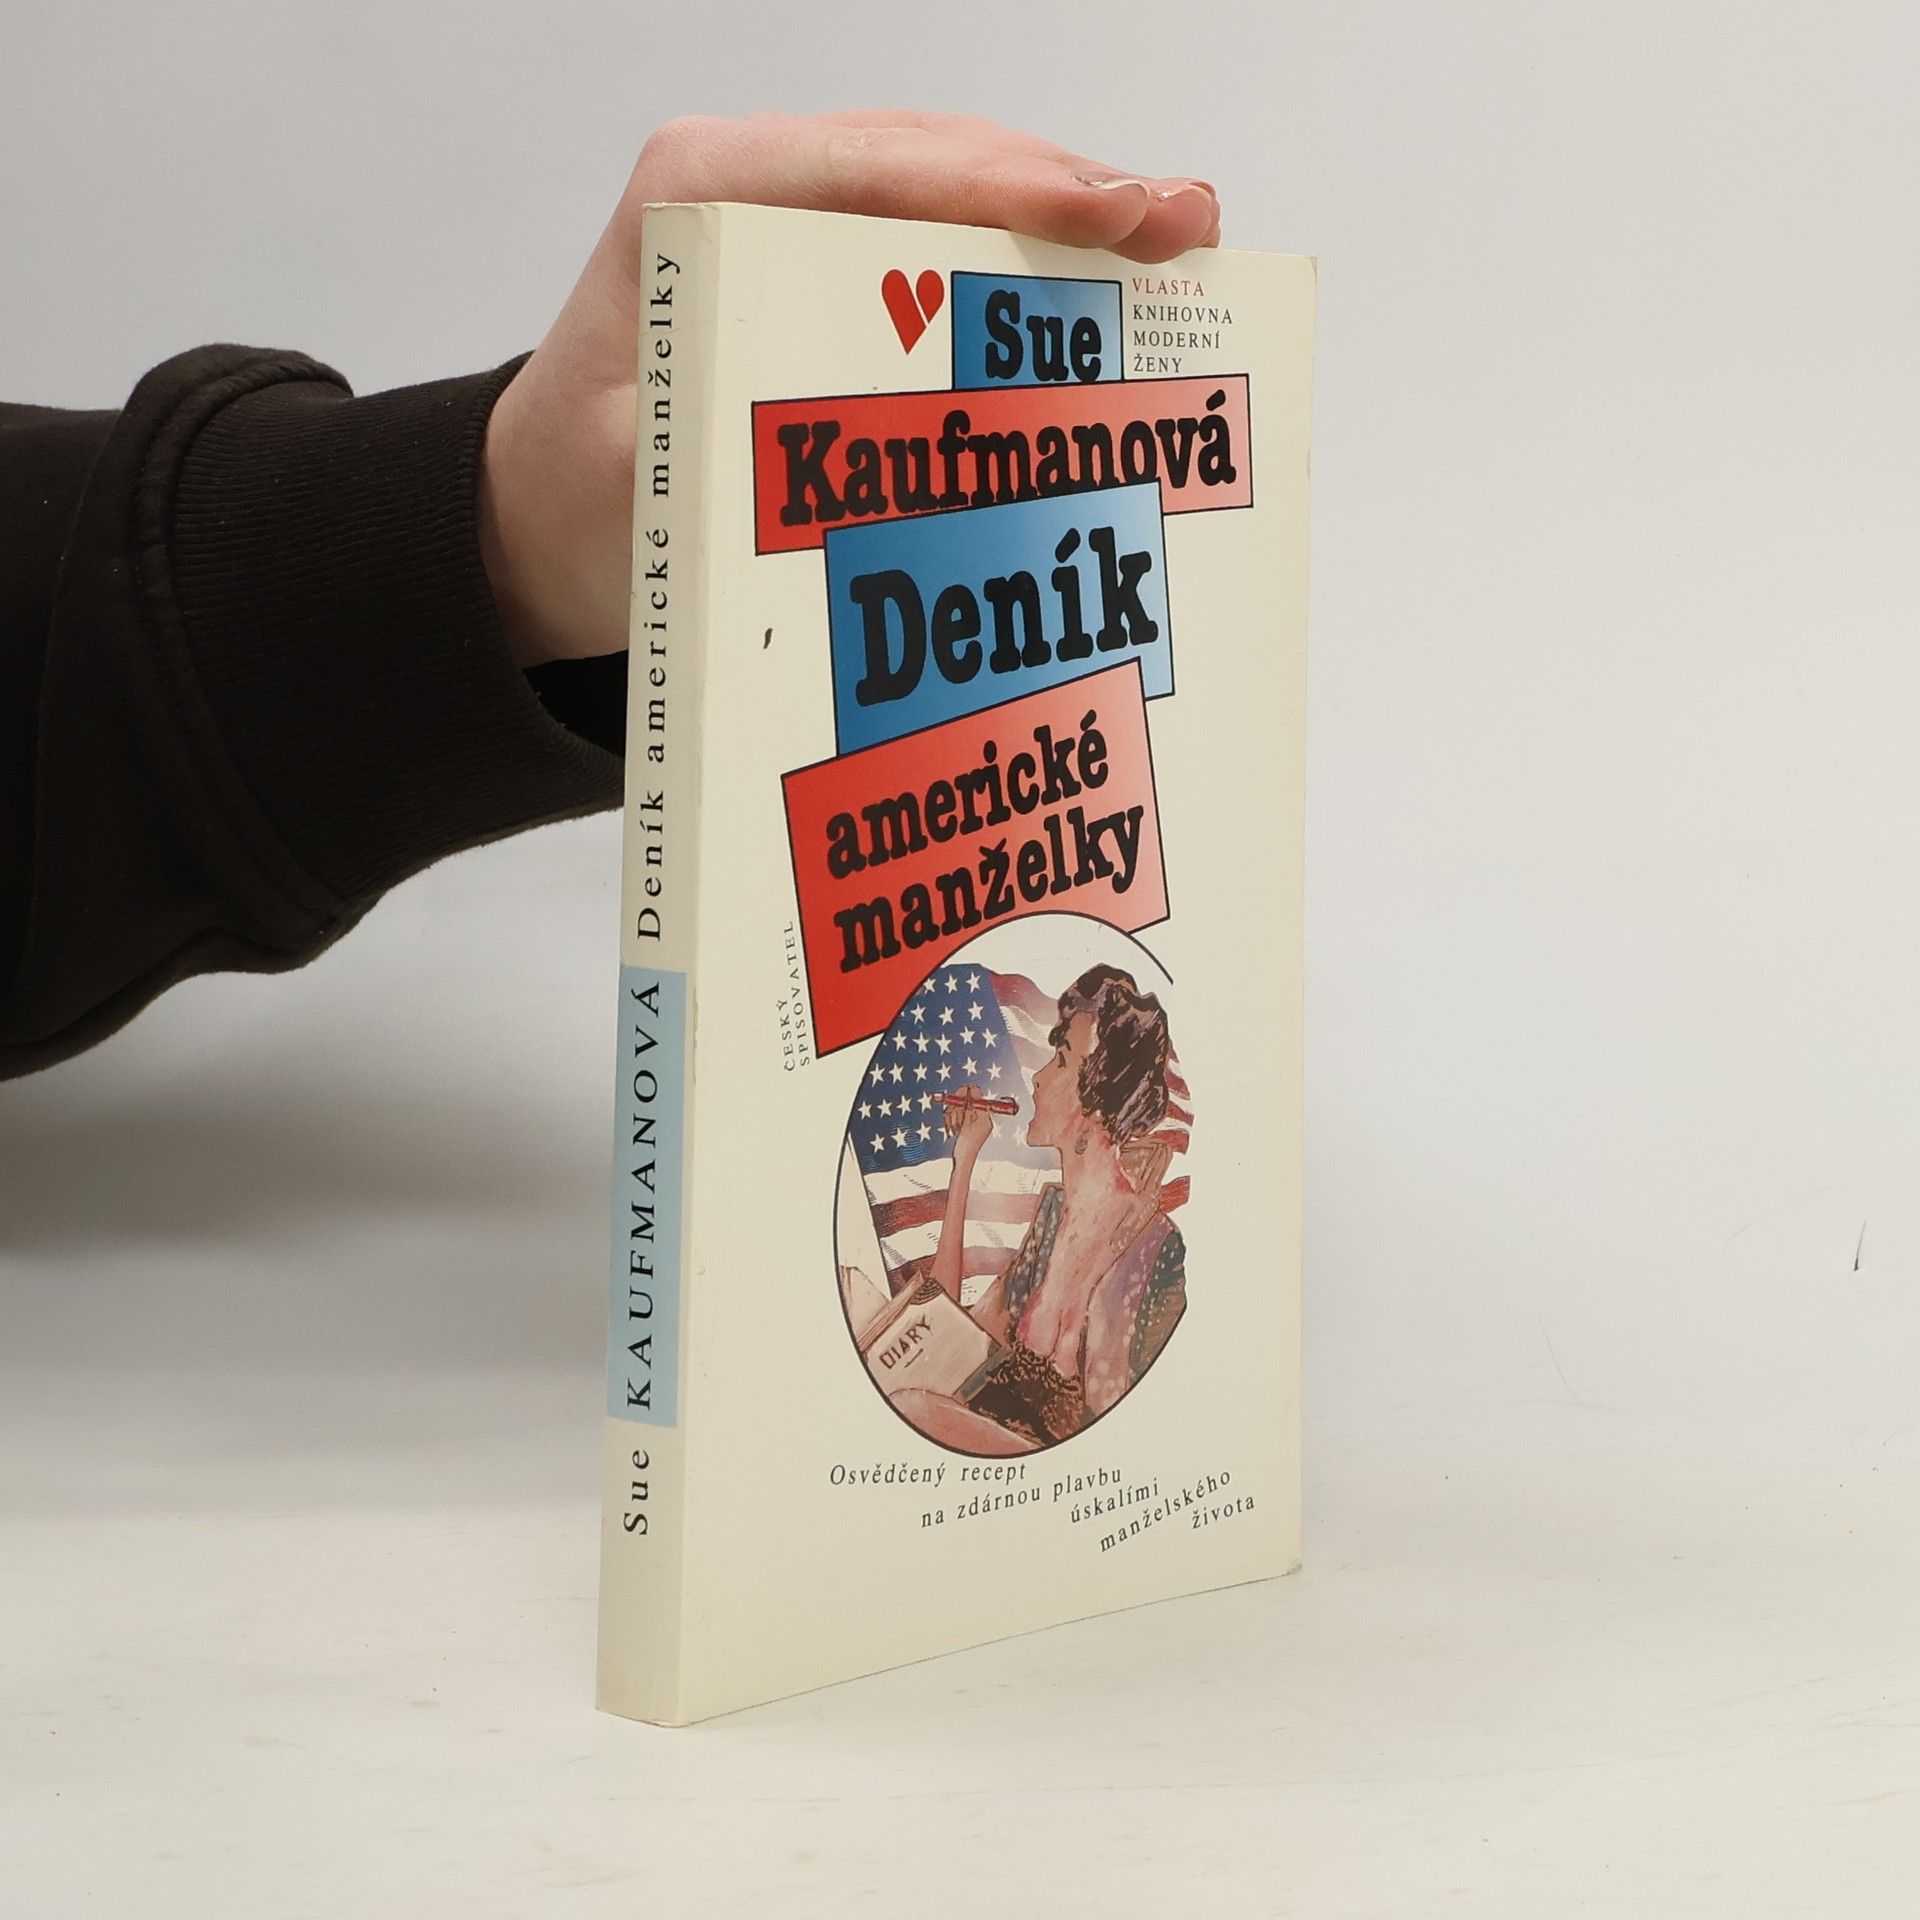 Sue KAUFMANOVÁ Deník americké manželky
VLASTA
KNIHOVNA
MODERNÍ
ŽENY
Sue
Kaufmanová
Deník
americké
manželky
ČESKÝ
SPISOVATEL
DIARY
Osvědčený recept
na zdárnou plavbu
úskalími
manželského
života